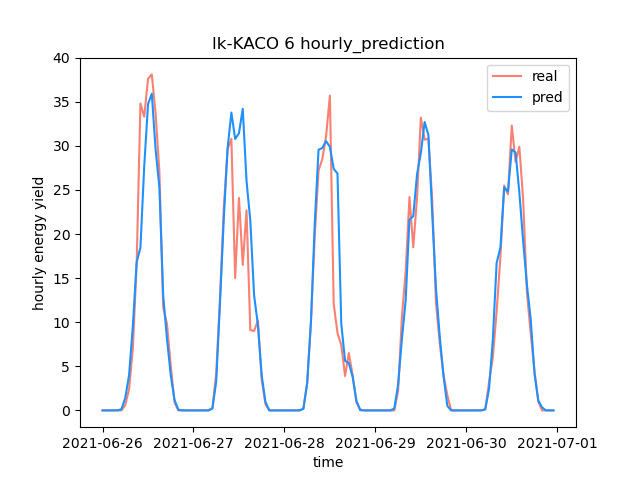 lk-KACO 6 hourly_prediction
real
pred
hourly energy yield
40
35
30
25
20
15
10
5
0
2021-06-26 2021-06-27 2021-06-28 2021-06-29 2021-06-30 2021-07-01
time